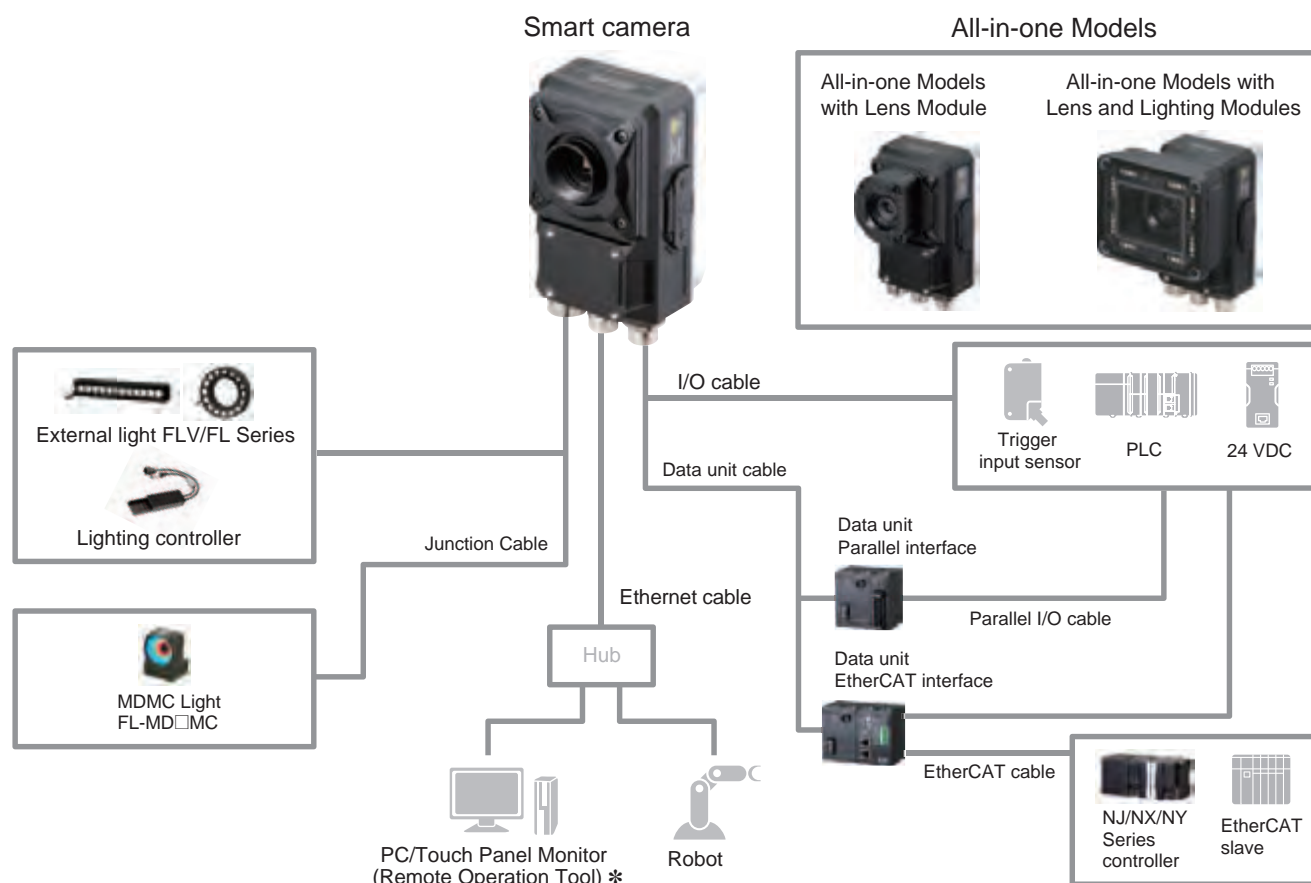 Smart camera
All-in-one Models
All-in-one Models
with Lens Module
All-in-one Models with
Lens and Lighting Modules
External light FLV/FL Series
Lighting controller
I/O cable
Trigger
input sensor
PLC
24 VDC
Data unit cable
Junction Cable
Data unit
Parallel interface
Ethernet cable
Parallel I/O cable
Hub
MDMC Light
FL-MD□MC
Data unit
EtherCAT interface
EtherCAT cable
NJ/NX/NY
Series
controller
EtherCAT
slave
PC/Touch Panel Monitor
(Remote Operation Tool) *
Robot